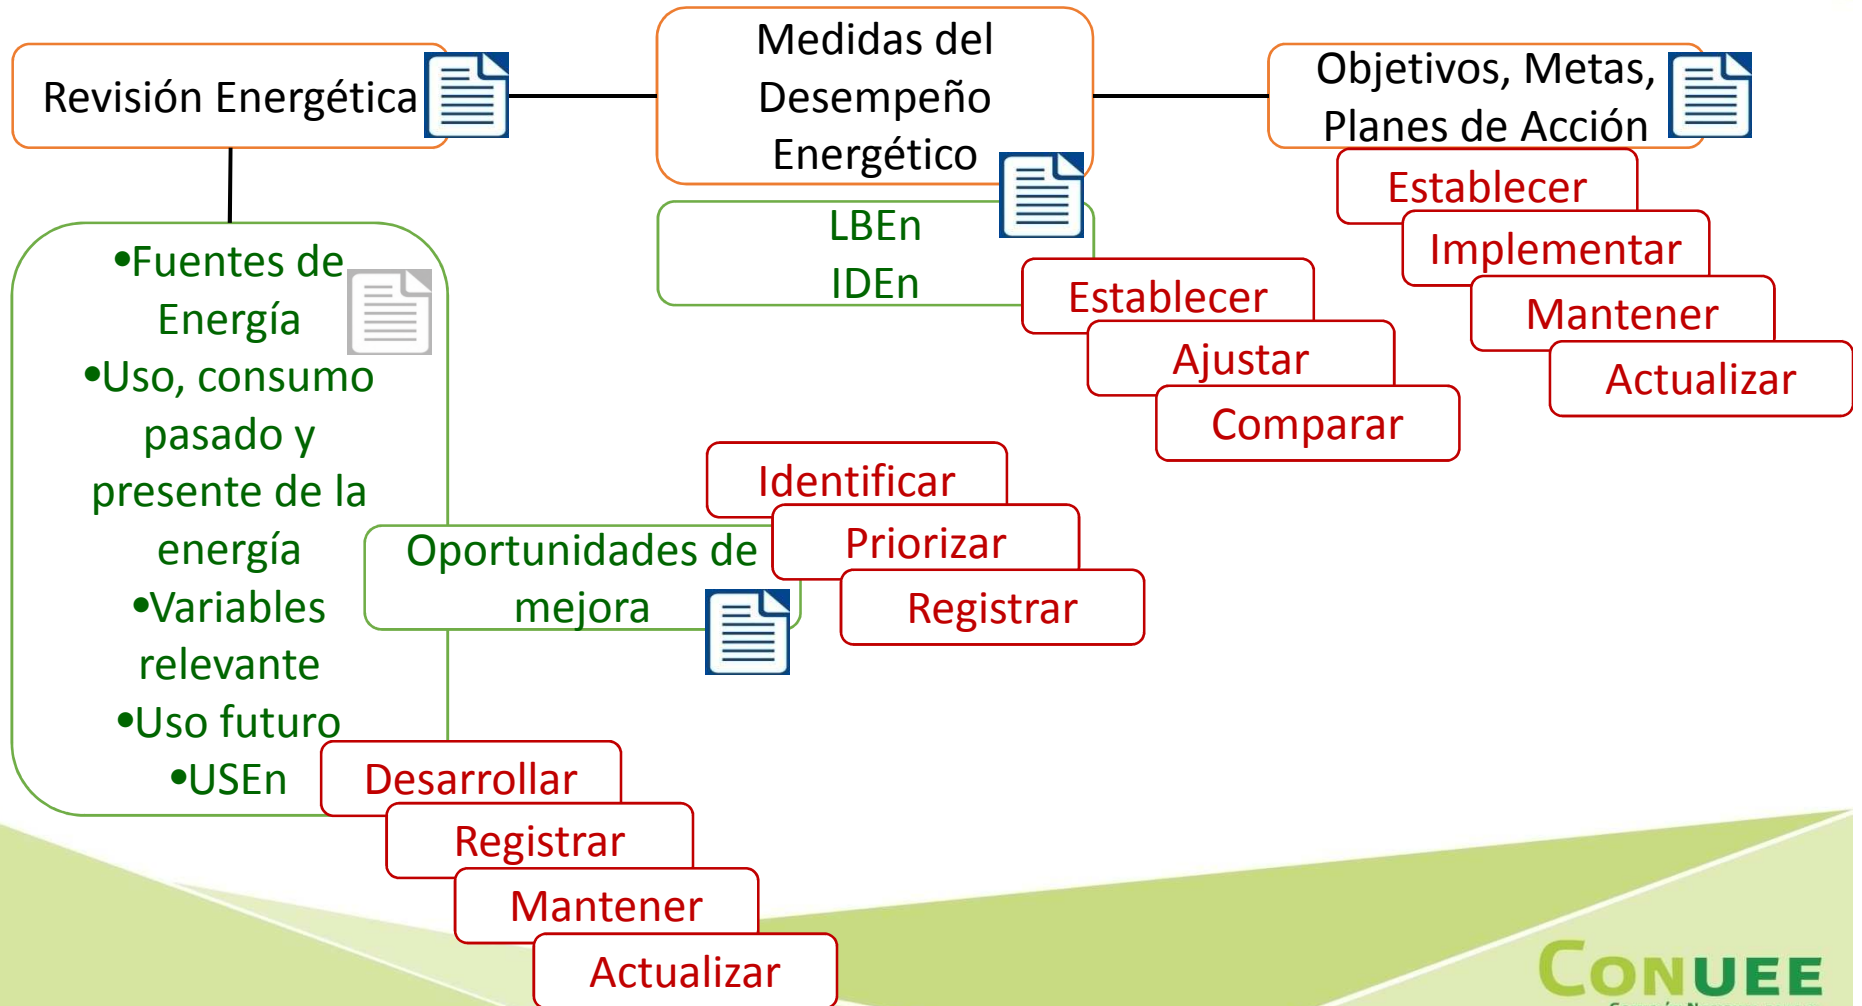 Revisión Energética
Medidas del
Desempeño
Energético
Objetivos, Metas,
Planes de Acción
Establecer
Implementar
Mantener
Actualizar
LBEn
IDEn
Establecer
Ajustar
Comparar
•Fuentes de
Energía
•Uso, consumo
pasado y
presente de la
energía
•Variables
relevante
•Uso futuro
•USEn
Oportunidades de
mejora
Identificar
Priorizar
Registrar
Desarrollar
Registrar
Mantener
Actualizar
CONUEE